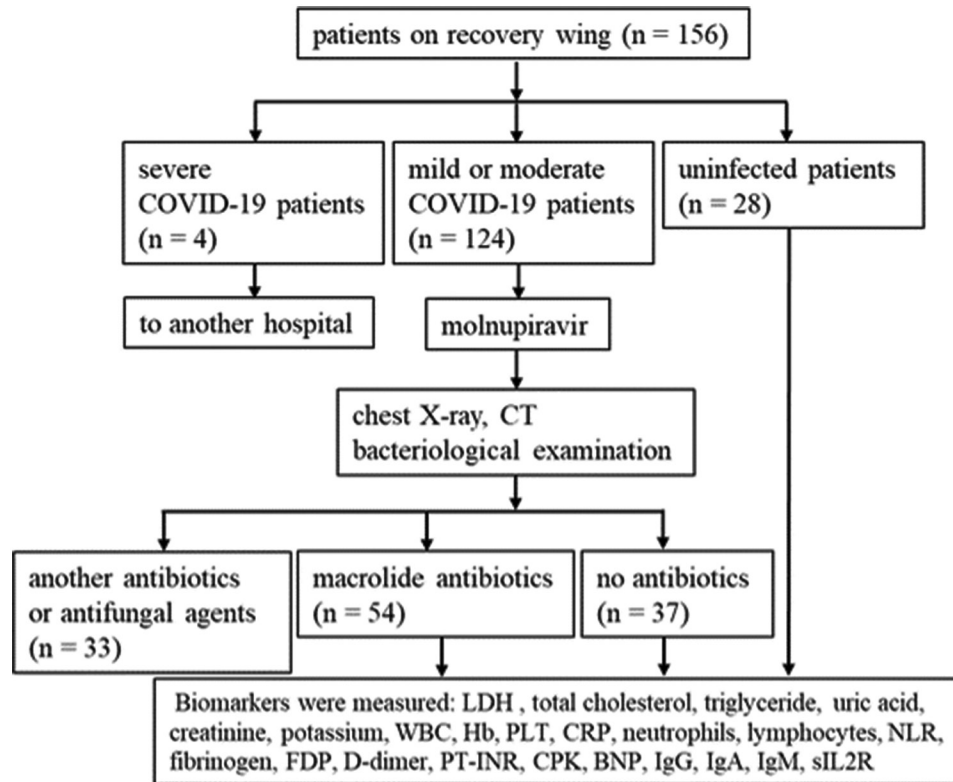 patients on recovery wing (n = 156)
severe
COVID-19 patients
(n = 4)
mild or moderate
COVID-19 patients
(n = 124)
uninfected patients
(n = 28)
to another hospital
molnupiravir
chest X-ray, CT
bacteriological examination
another antibiotics
or antifungal agents
(n = 33)
macrolide antibiotics
(n = 54)
no antibiotics
(n = 37)
Biomarkers were measured: LDH , total cholesterol, triglyceride, uric acid,
creatinine, potassium, WBC, Hb, PLT, CRP, neutrophils, lymphocytes, NLR,
fibrinogen, FDP, D-dimer, PT-INR, CPK, BNP, IgG, IgA, IgM, sIL2R